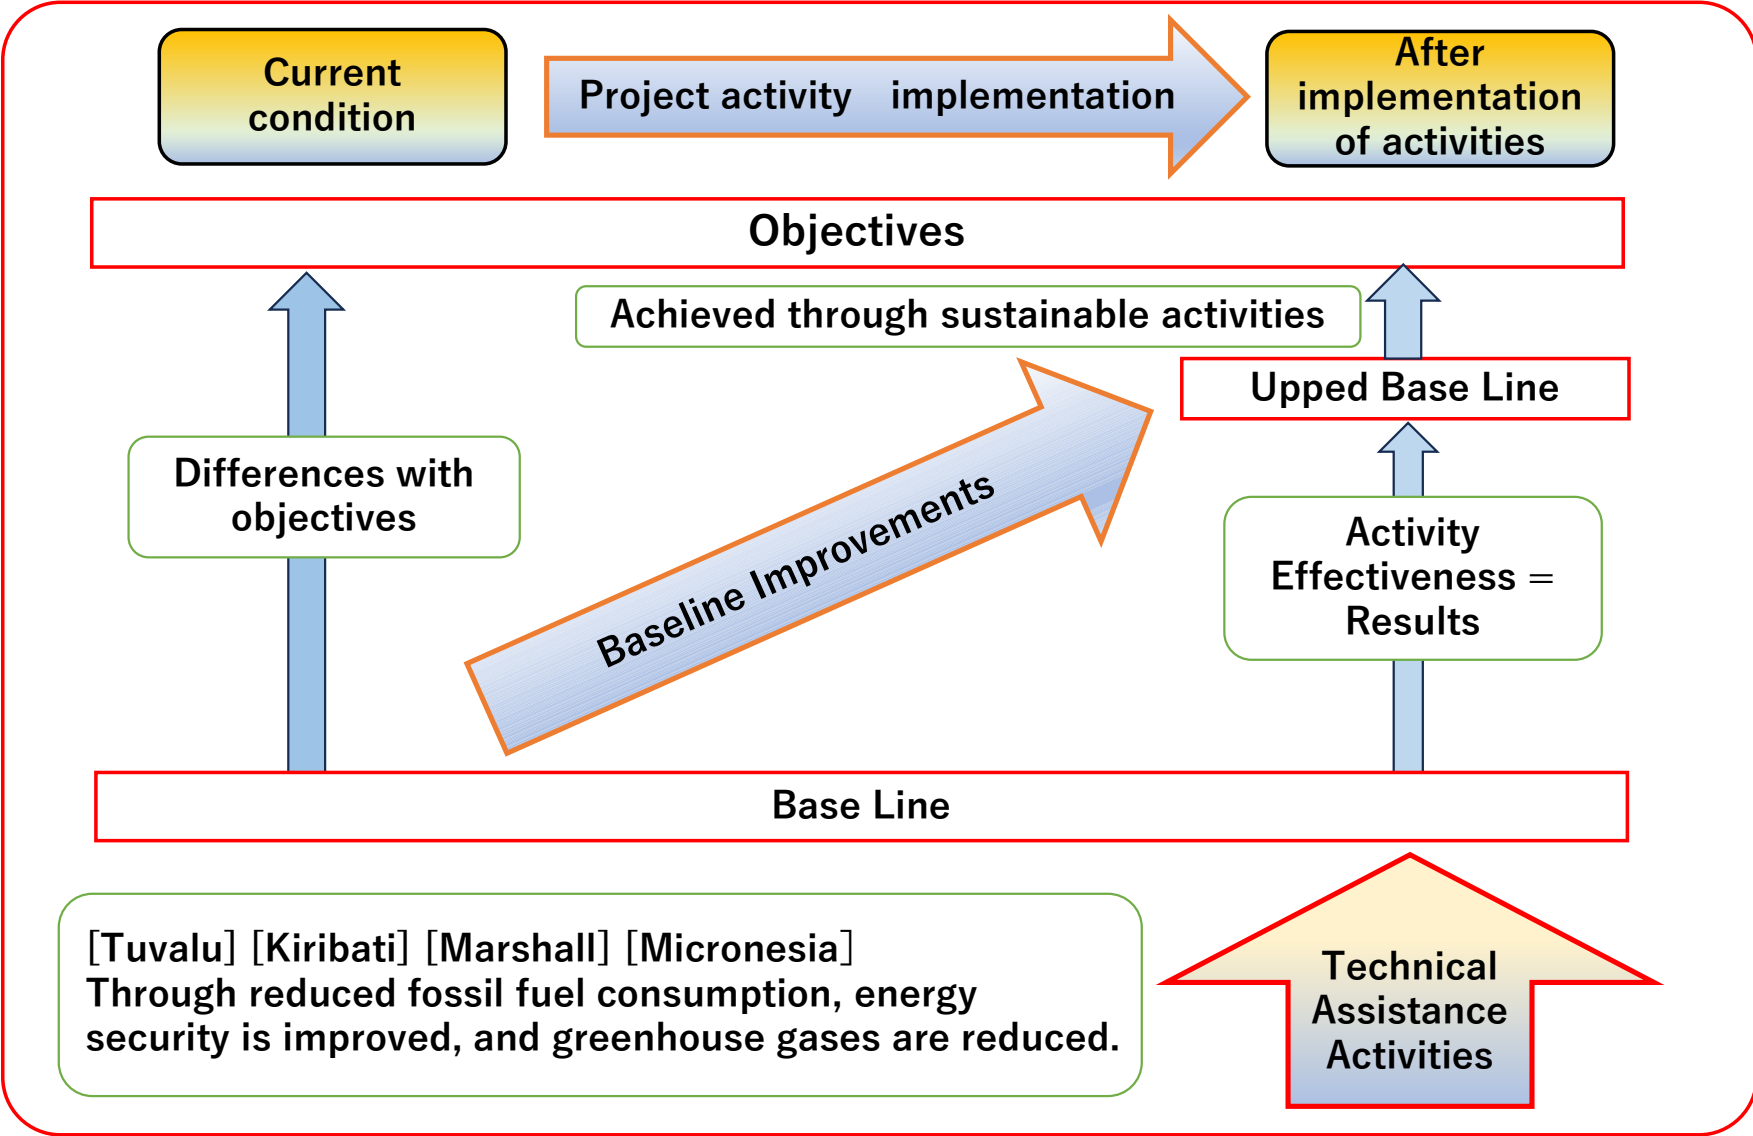 Current
condition
Project activity implementation
After
implementation
of activities
Objectives
Achieved through sustainable activities
Upped Base Line
Differences with
objectives
Baseline Improvements
Activity
Effectiveness =
Results
Base Line
[Tuvalu] [Kiribati] [Marshall] [Micronesia]
Through reduced fossil fuel consumption, energy
security is improved, and greenhouse gases are reduced.
Technical
Assistance
Activities